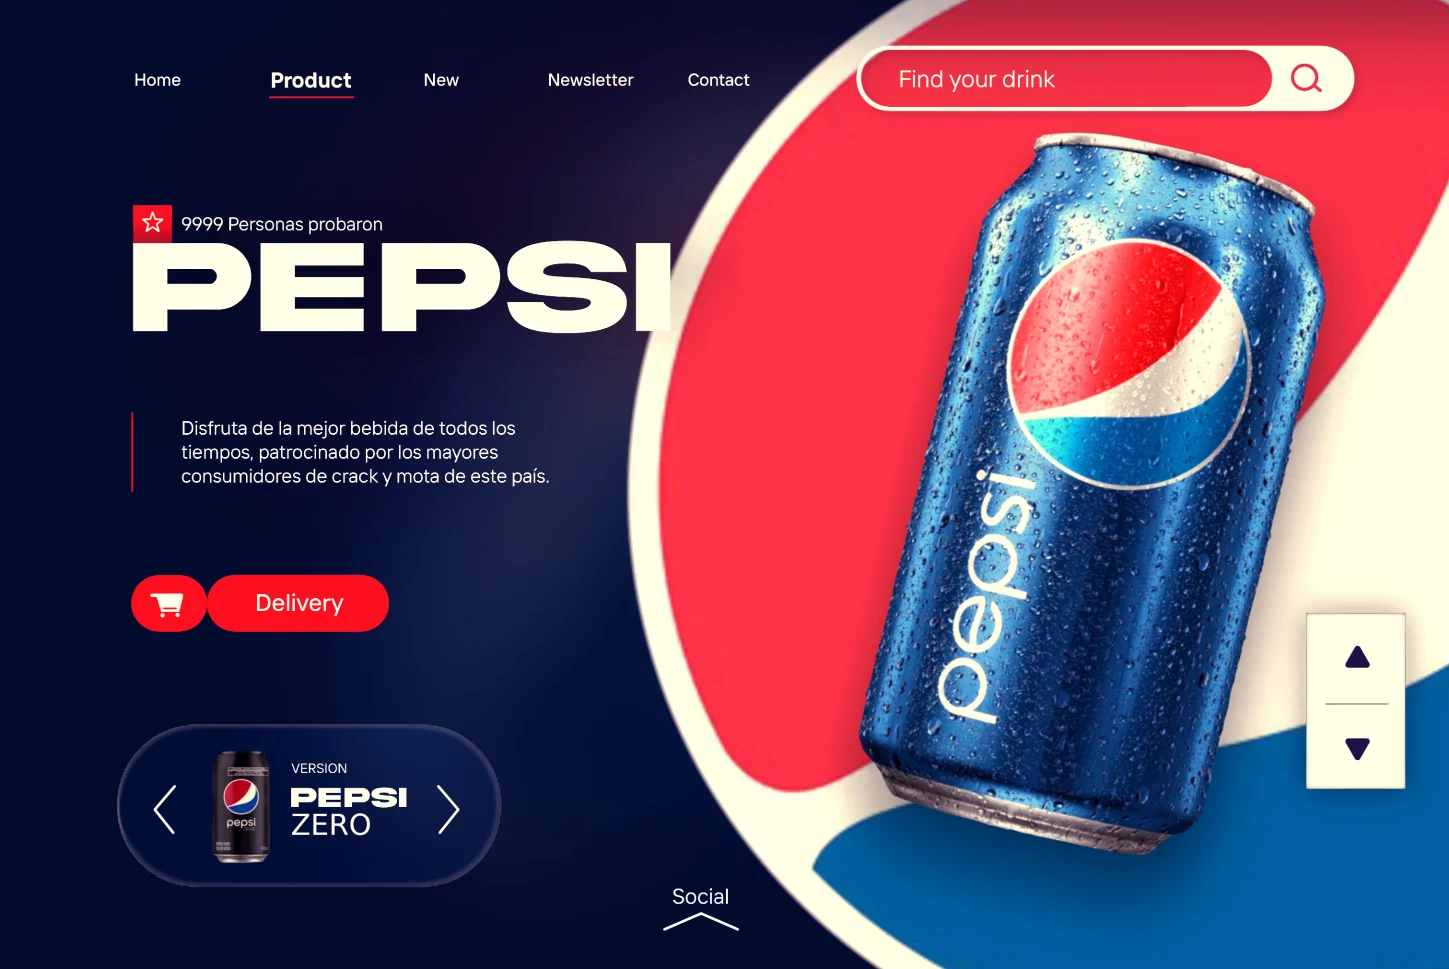 Home
Product
New
Newsletter
Contact
Find your drink
9999 Personas probaron
PEPSI
Disfruta de la mejor bebida de todos los
tiempos, patrocinado por los mayores
consumidores de crack y mota de este país.
pepsi
Delivery
VERSION
PEPSI
ZERO
pepsi
Social